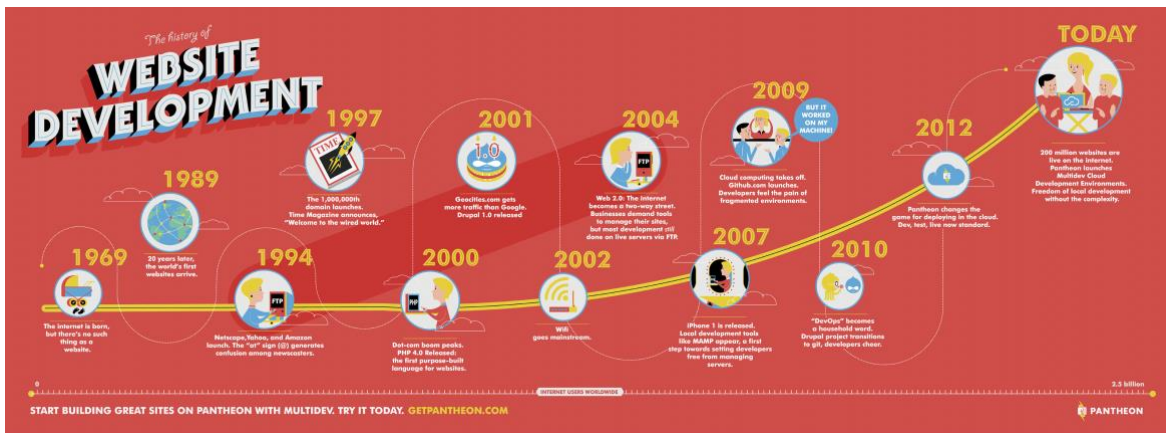 The history of
WEBSITE
DEVELOPMENT
1969
The internet is born,
but there's no such
thing as a
website.
1989
20 years later,
the world's first
websites arrive.
1994
FTP
Netscape,Yahoo, and Amazon
launch. The "at" sign (@) generates
confusion among newscasters.
1997
TIME
The 1,000,000th
domain launches.
Time Magazine announces,
"Welcome to the wired world."
2000
PHP
Dot-com boom peaks.
PHP 4.0 Released:
the first purpose-built
language for websites.
2001
1.0
Geocities.com gets
more traffic than Google.
Drupal 1.0 released
2002
Wifi
goes mainstream.
2004
FTP
Web 2.0: The internet
becomes a two-way street.
Businesses demand tools
to manage their sites,
but most development still
done on live servers via FTP.
2007
iPhone 1 is released.
Local development tools
like MAMP appear, a first
step towards setting developers
free from managing
servers.
2009
BUT IT
WORKED
ON MY
MACHINE!
Cloud computing takes off.
Github.com launches.
Developers feel the pain of
fragmented environments.
2010
"DevOps" becomes
a household word.
Drupal project transitions
to git, developers cheer.
2012
Pantheon changes the
game for deploying in the cloud.
Dev, test, live now standard.
TODAY
200 million websites are
live on the internet.
Pantheon launches
Multidev Cloud
Development Environments.
Freedom of local development
without the complexity.
0
INTERNET USERS WORLDWIDE
2.5 billion
START BUILDING GREAT SITES ON PANTHEON WITH MULTIDEV. TRY IT TODAY. GETPANTHEON.COM
PANTHEON